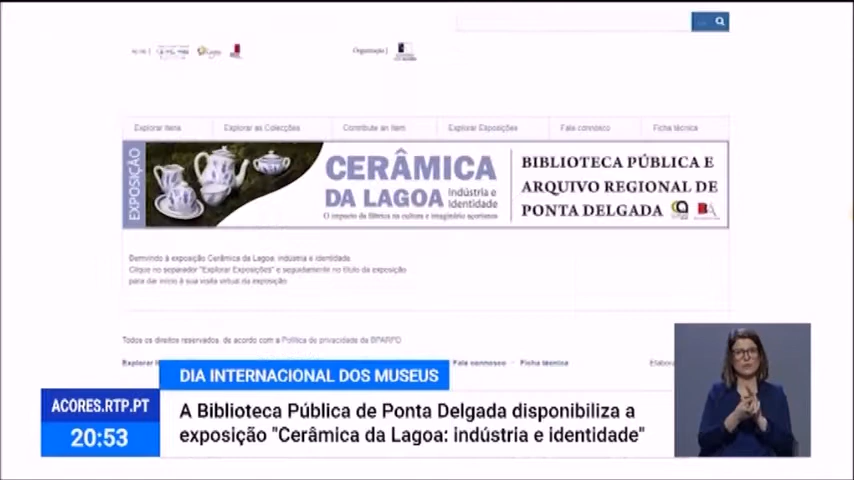 Organização |
Explorar Itens
Explorar as Colecções
Contribute an Item
Explorar Exposições
Fale connosco
Ficha técnica
EXPOSIÇÃO
CERÂMICA
DA LAGOA
Indústria e
Identidade
O impacto da fábrica na cultura e imaginário açorianos
BIBLIOTECA PÚBLICA E
ARQUIVO REGIONAL DE
PONTA DELGADA
Bemvindo à exposição Cerâmica da Lagoa: indústria e identidade.
Clique no separador "Explorar Exposições" e seguidamente no título da exposição
para dar início à sua visita virtual da exposição
Todos os direitos reservados, de acordo com a Política de privacidade da BPARPD
Explorar
Fale connosco
Ficha técnica
DIA INTERNACIONAL DOS MUSEUS
ACORES.RTP.PT
20:53
A Biblioteca Pública de Ponta Delgada disponibiliza a
exposição "Cerâmica da Lagoa: indústria e identidade"